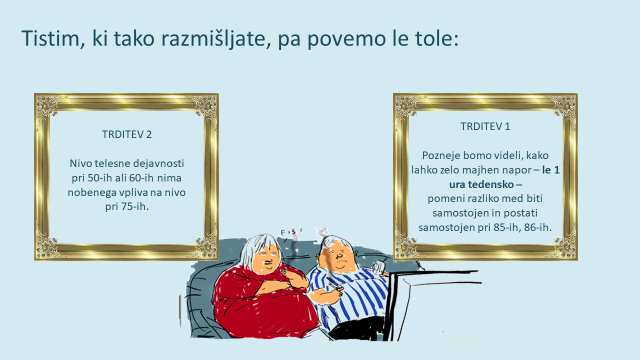 Tistim, ki tako razmišljate, pa povemo le tole:
TRDITEV 2
Nivo telesne dejavnosti
pri 50-ih ali 60-ih nima
nobenega vpliva na nivo
pri 75-ih.
TRDITEV 1
Pozneje bomo videli, kako
lahko zelo majhen napor – le 1
ura tedensko –
pomeni razliko med biti
samostojen in postati
samostojen pri 85-ih, 86-ih.